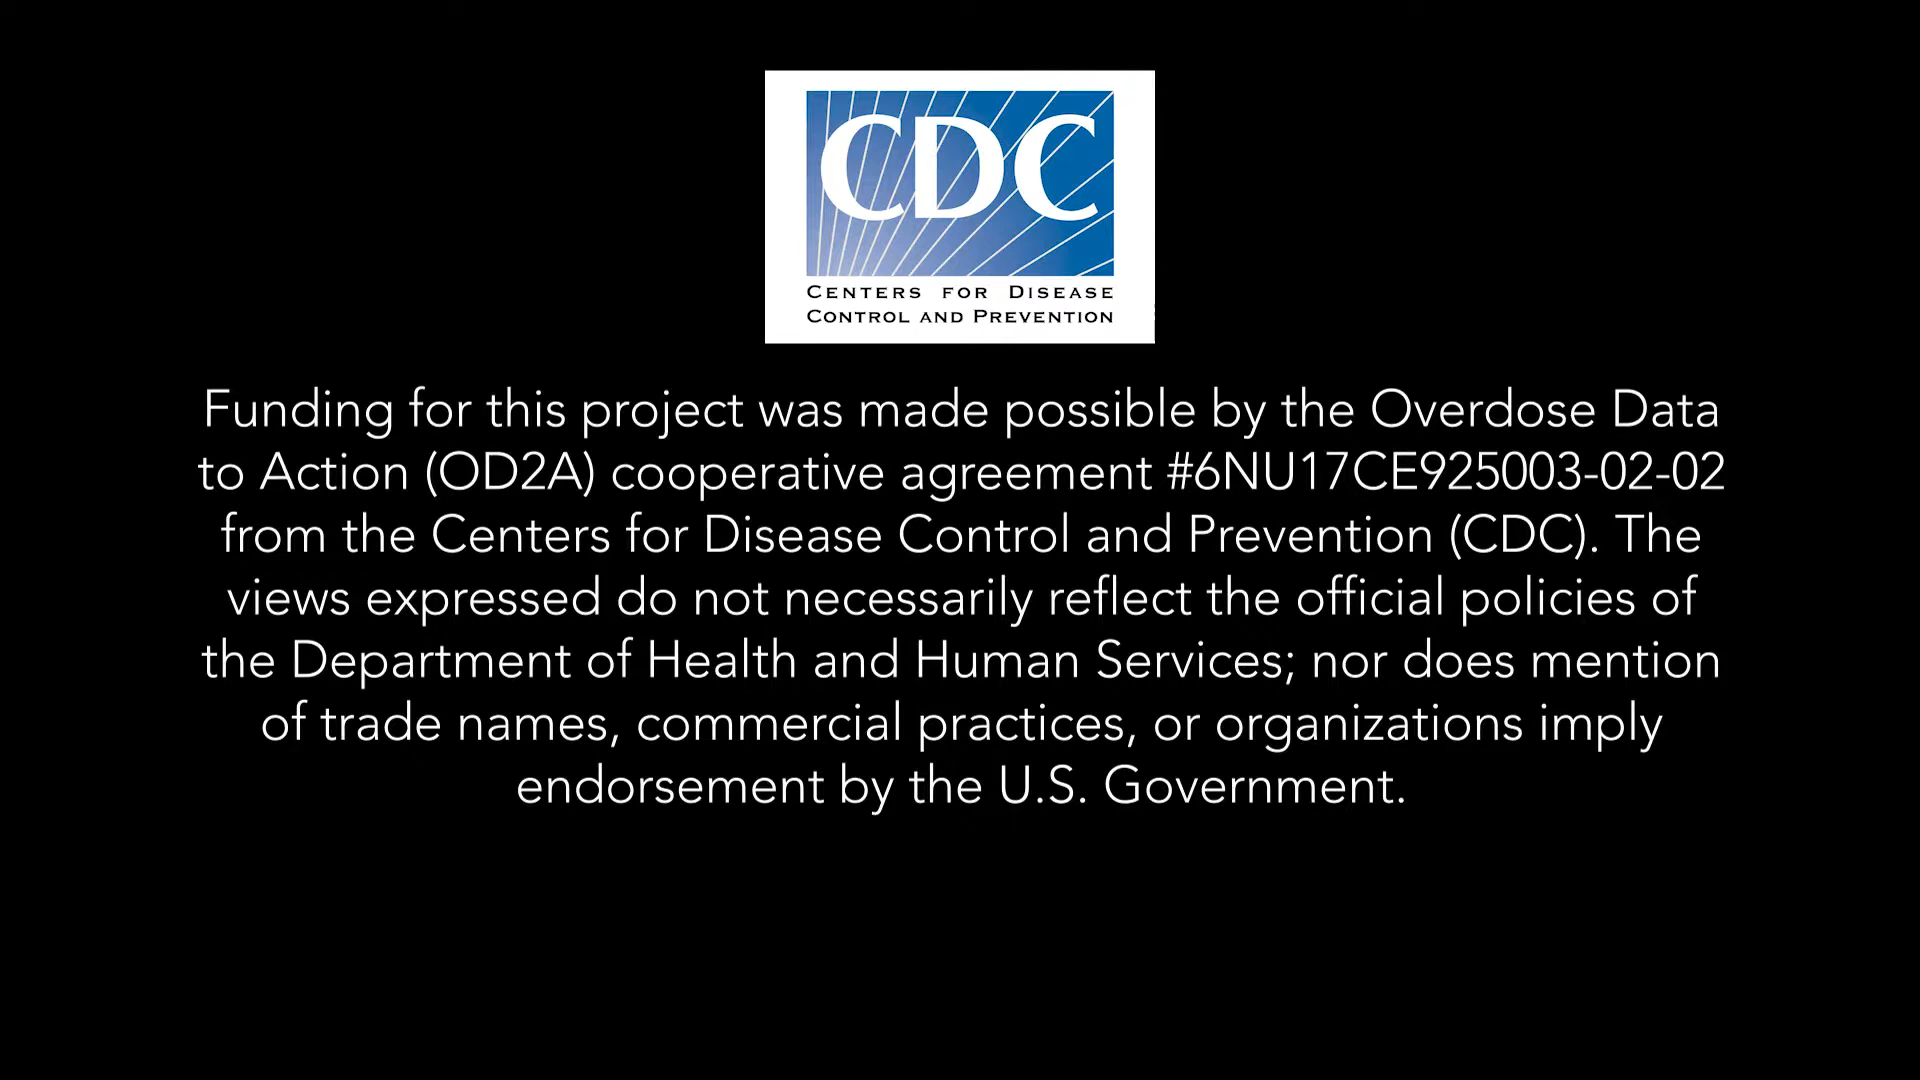 CDC
CENTERS FOR DISEASE
CONTROL AND PREVENTION
Funding for this project was made possible by the Overdose Data
to Action (OD2A) cooperative agreement #6NU17CE925003-02-02
from the Centers for Disease Control and Prevention (CDC). The
views expressed do not necessarily reflect the official policies of
the Department of Health and Human Services; nor does mention
of trade names, commercial practices, or organizations imply
endorsement by the U.S. Government.